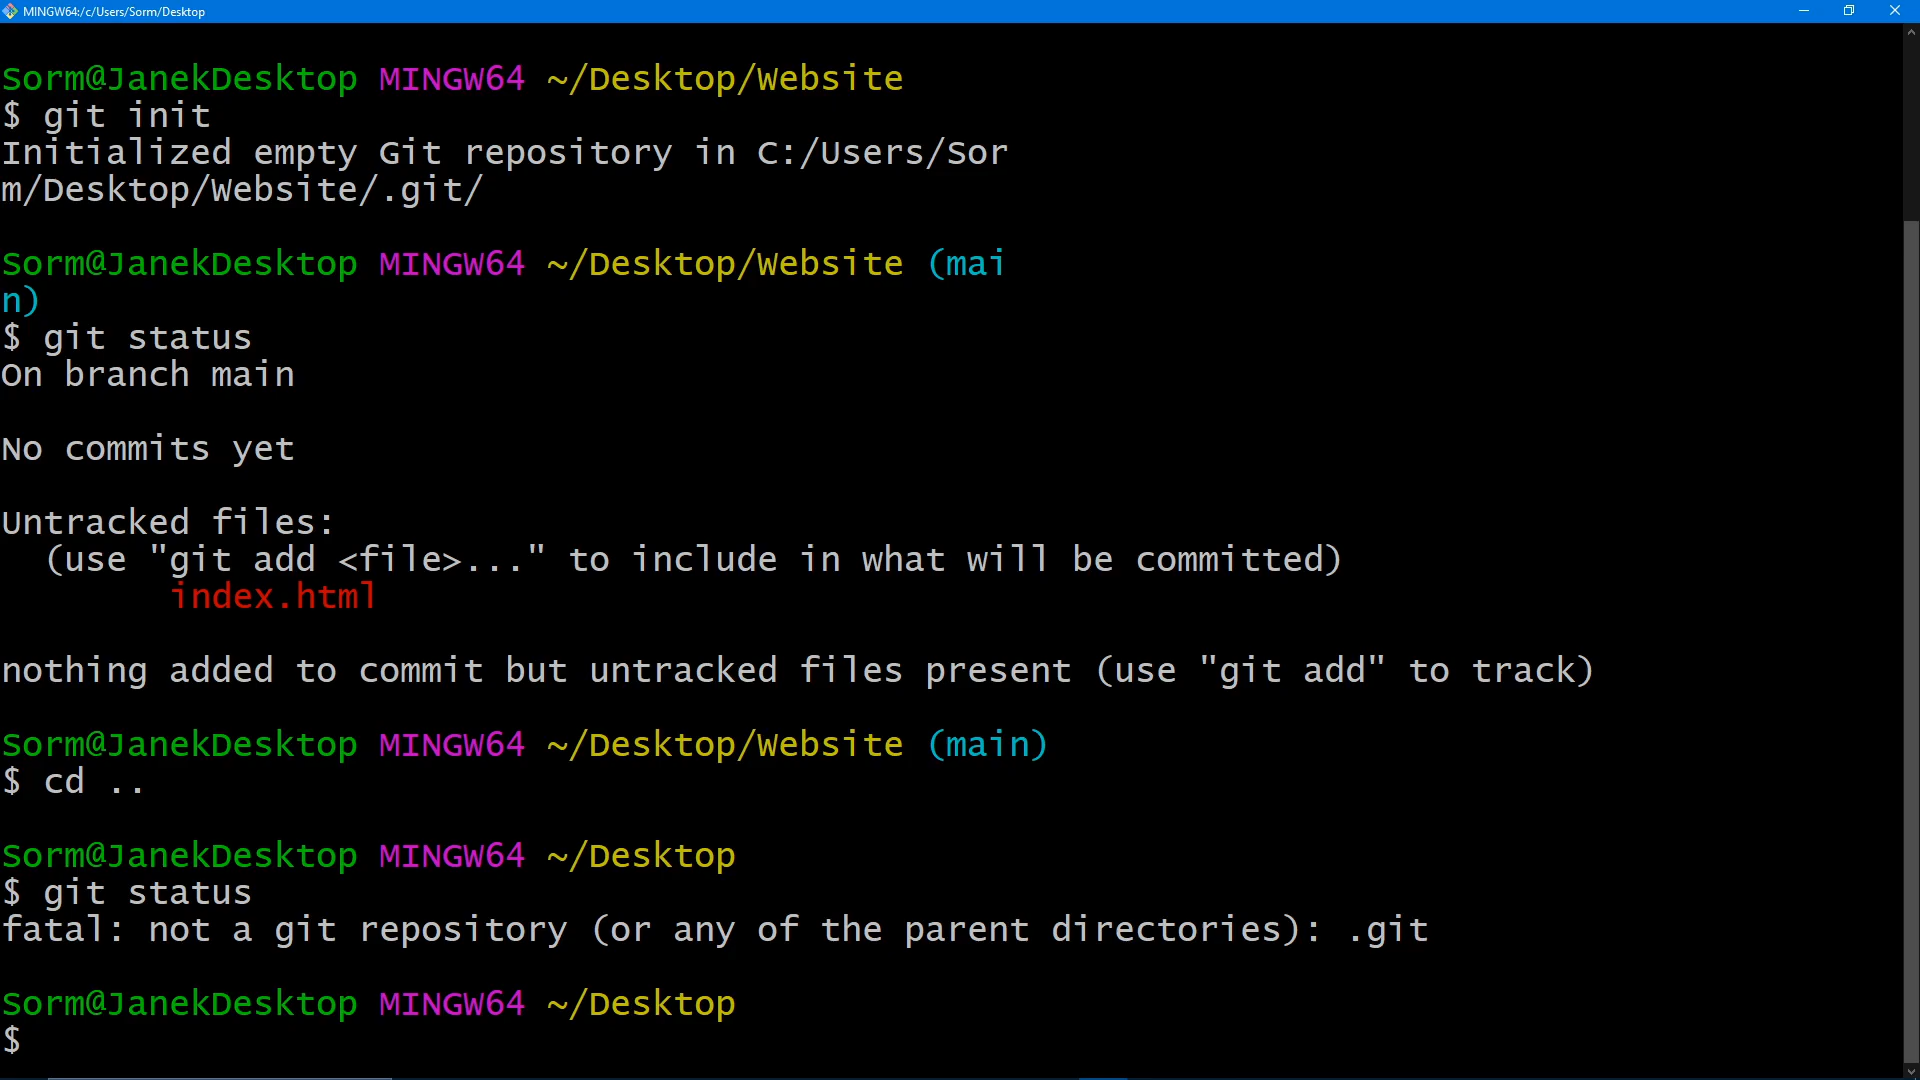 MINGW64:/c/Users/Sorm/Desktop
Sorm@JanekDesktop MINGW64 ~/Desktop/Website
$ git init
Initialized empty Git repository in C:/Users/Sor
m/Desktop/Website/.git/
Sorm@JanekDesktop MINGW64 ~/Desktop/Website (mai
n)
$ git status
On branch main
No commits yet
Untracked files:
  (use "git add <file>..." to include in what will be committed)
        index.html
nothing added to commit but untracked files present (use "git add" to track)
Sorm@JanekDesktop MINGW64 ~/Desktop/Website (main)
$ cd ..
Sorm@JanekDesktop MINGW64 ~/Desktop
$ git status
fatal: not a git repository (or any of the parent directories): .git
Sorm@JanekDesktop MINGW64 ~/Desktop
$